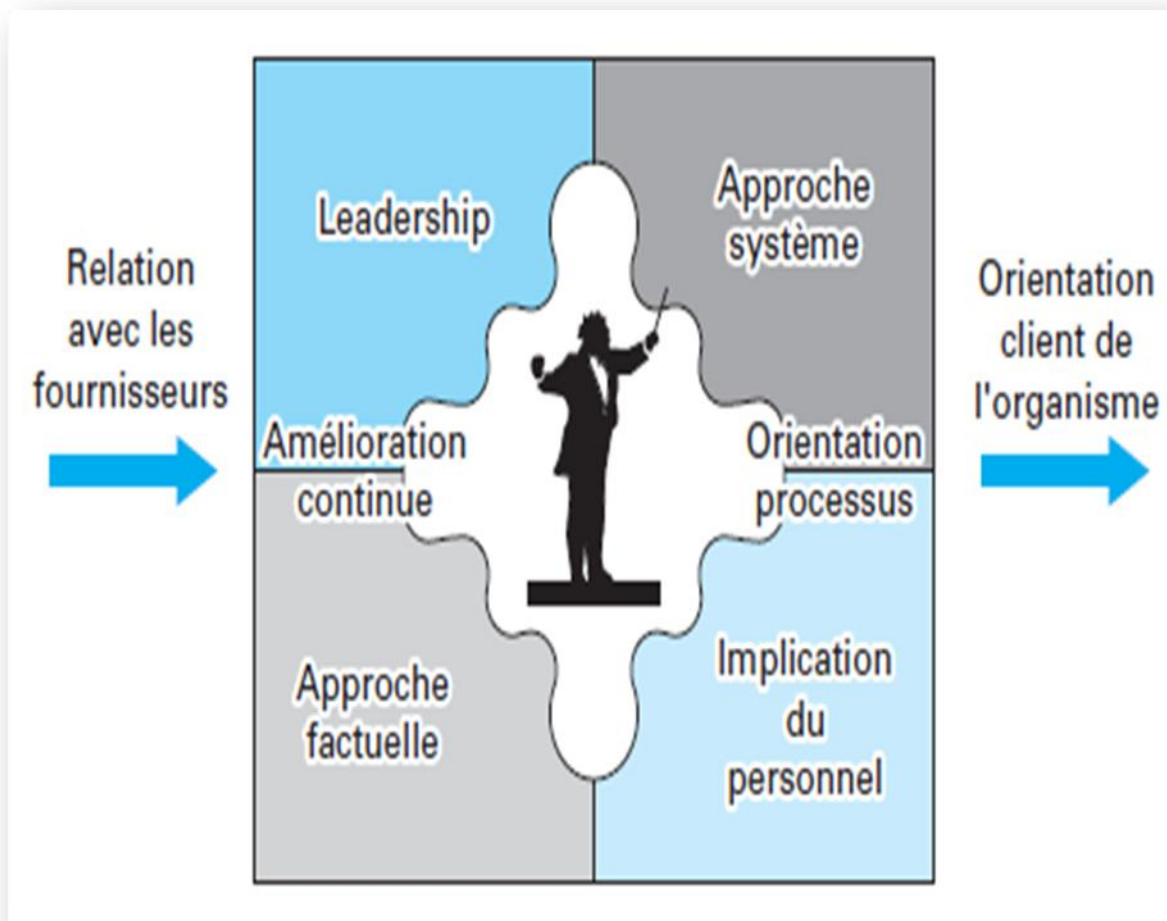 Relation
avec les
fournisseurs
Leadership
Approche
système
Amélioration
continue
Orientation
processus
Approche
factuelle
Implication
du
personnel
Orientation
client de
l'organisme